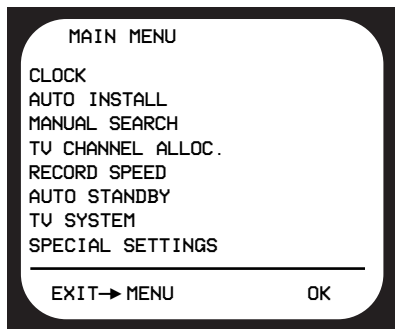 MAIN MENU
CLOCK
AUTO INSTALL
MANUAL SEARCH
TV CHANNEL ALLOC.
RECORD SPEED
AUTO STANDBY
TV SYSTEM
SPECIAL SETTINGS
EXIT→ MENU OK